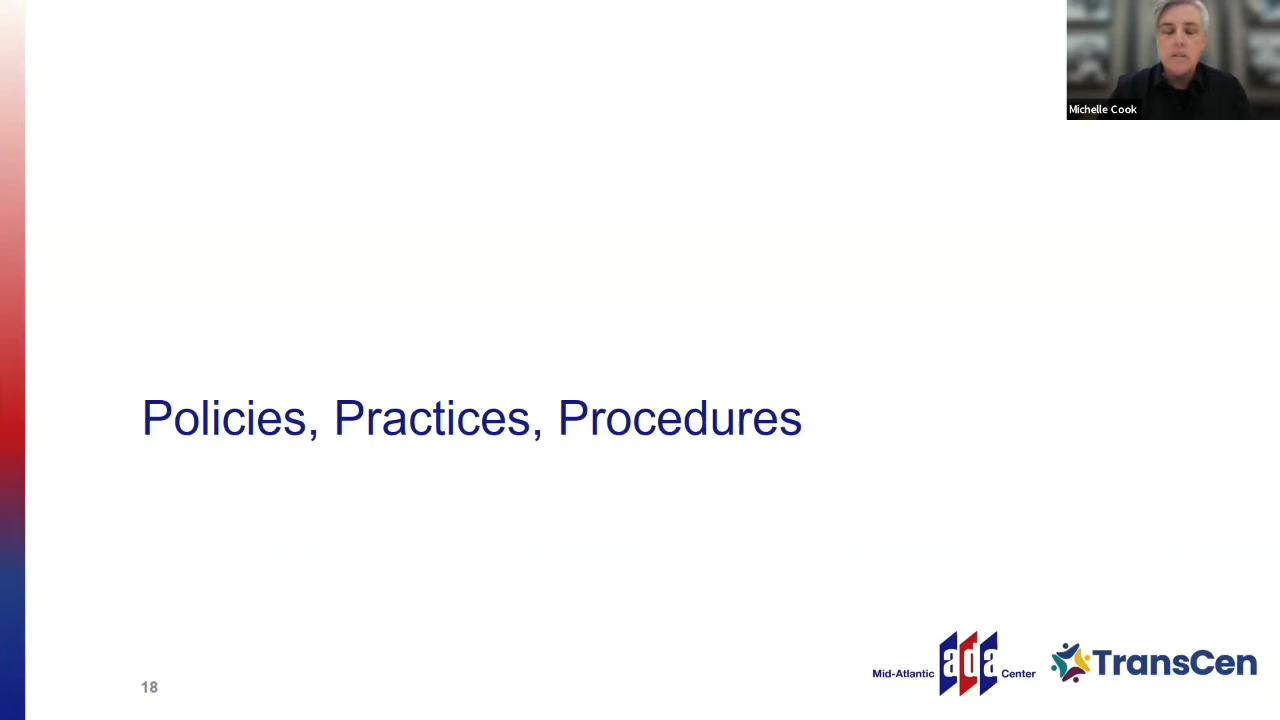 Michelle Cook
Policies, Practices, Procedures
18
Mid-Atlantic ada Center
TransCen